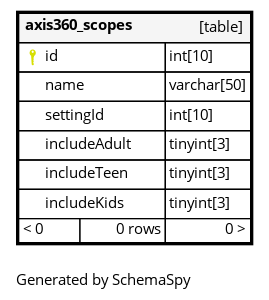 axis360_scopes [table]
id int[10]
name varchar[50]
settingId int[10]
includeAdult tinyint[3]
includeTeen tinyint[3]
includeKids tinyint[3]
< 0 0 rows 0 >
Generated by SchemaSpy